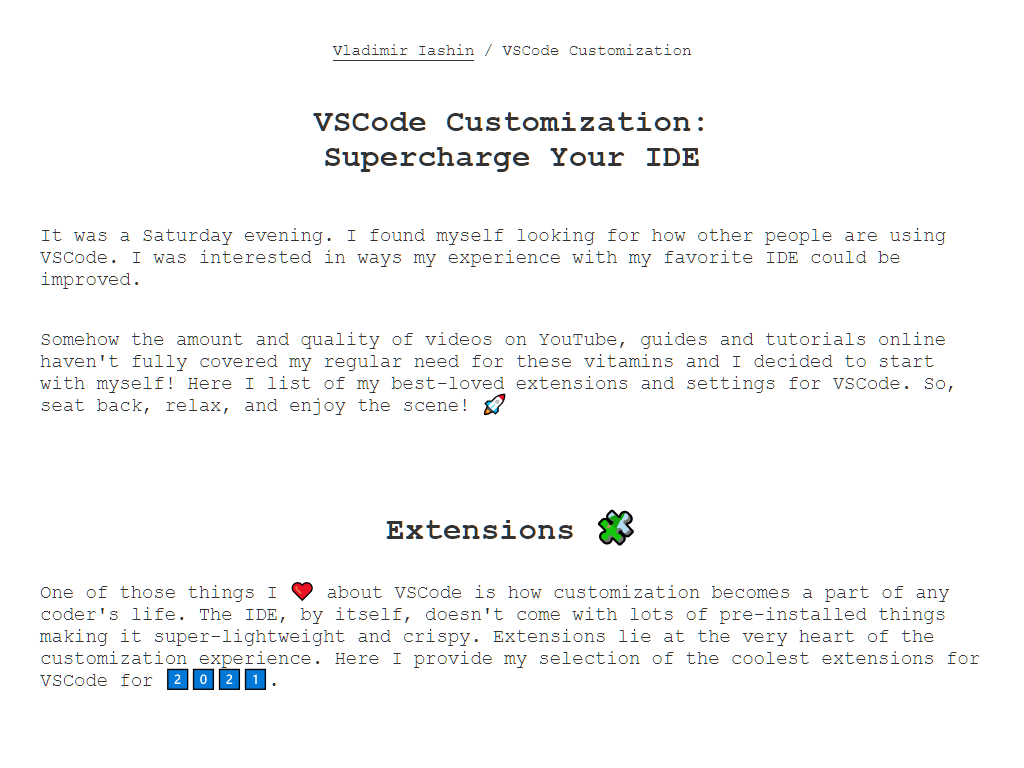 Vladimir Iashin / VSCode Customization
VSCode Customization:
Supercharge Your IDE
It was a Saturday evening. I found myself looking for how other people are using
VSCode. I was interested in ways my experience with my favorite IDE could be
improved.
Somehow the amount and quality of videos on YouTube, guides and tutorials online
haven't fully covered my regular need for these vitamins and I decided to start
with myself! Here I list of my best-loved extensions and settings for VSCode. So,
seat back, relax, and enjoy the scene! 🚀
Extensions 🧩
One of those things I ❤️ about VSCode is how customization becomes a part of any
coder's life. The IDE, by itself, doesn't come with lots of pre-installed things
making it super-lightweight and crispy. Extensions lie at the very heart of the
customization experience. Here I provide my selection of the coolest extensions for
VSCode for 2️⃣0️⃣2️⃣1️⃣.